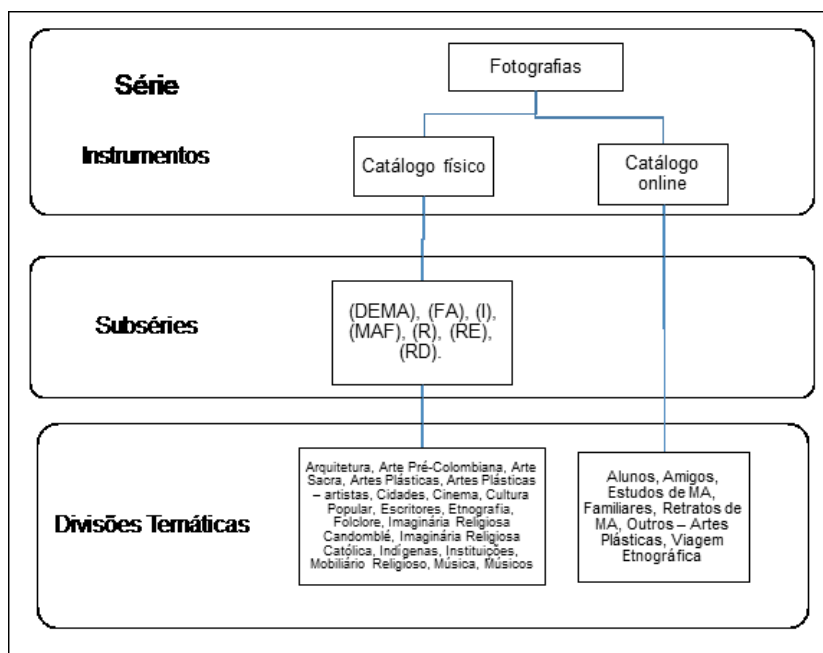 Série
Fotografias
Instrumentos
Catálogo físico
Catálogo
online
Subséries
(DEMA), (FA), (I),
(MAF), (R), (RE),
(RD).
Divisões Temáticas
Arquitetura, Arte Pré-Colombiana, Arte
Sacra, Artes Plásticas, Artes Plásticas
– artistas, Cidades, Cinema, Cultura
Popular, Escritores, Etnografia,
Folclore, Imaginária Religiosa
Candomblé, Imaginária Religiosa
Católica, Indígenas, Instituições,
Mobiliário Religioso, Música, Músicos
Alunos, Amigos,
Estudos de MA,
Familiares, Retratos de
MA, Outros – Artes
Plásticas, Viagem
Etnográfica